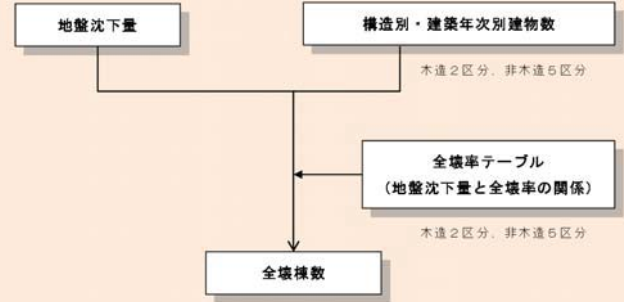 地盤沈下量
構造別・建築年次別建物数
木造２区分，非木造５区分
全壊率テーブル
（地盤沈下量と全壊率の関係）
木造２区分，非木造５区分
全壊棟数